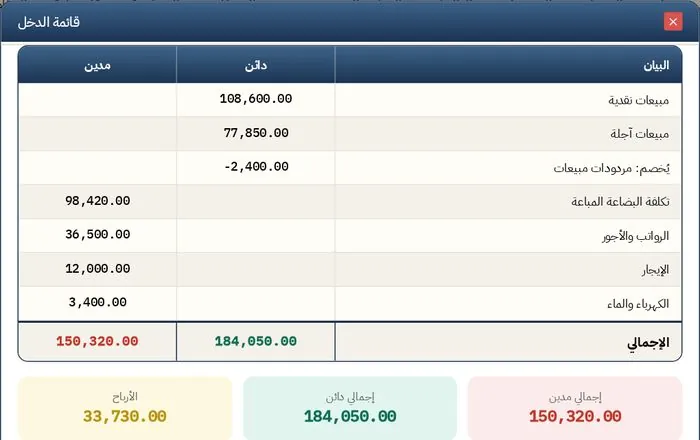 قائمة الدخل
البيان دائن مدين
مبيعات نقدية 108,600.00
مبيعات آجلة 77,850.00
يُخصم: مردودات مبيعات -2,400.00
تكلفة البضاعة المباعة 98,420.00
الرواتب والأجور 36,500.00
الإيجار 12,000.00
الكهرباء والماء 3,400.00
الإجمالي 184,050.00 150,320.00
إجمالي مدين إجمالي دائن الأرباح
150,320.00 184,050.00 33,730.00